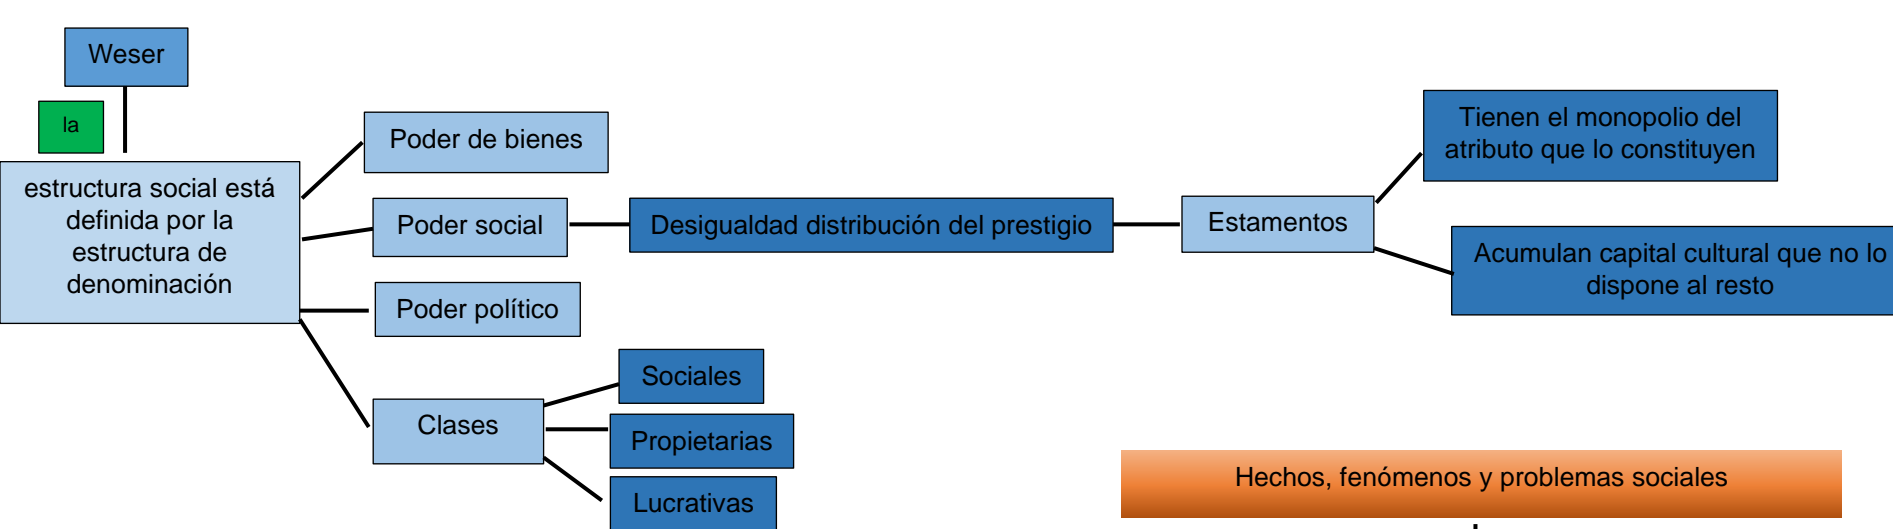 Weser
la
estructura social está
definida por la
estructura de
denominación
Poder de bienes
Poder social
Poder político
Clases
Sociales
Propietarias
Lucrativas
Desigualdad distribución del prestigio
Estamentos
Tienen el monopolio del
atributo que lo constituyen
Acumulan capital cultural que no lo
dispone al resto
Hechos, fenómenos y problemas sociales